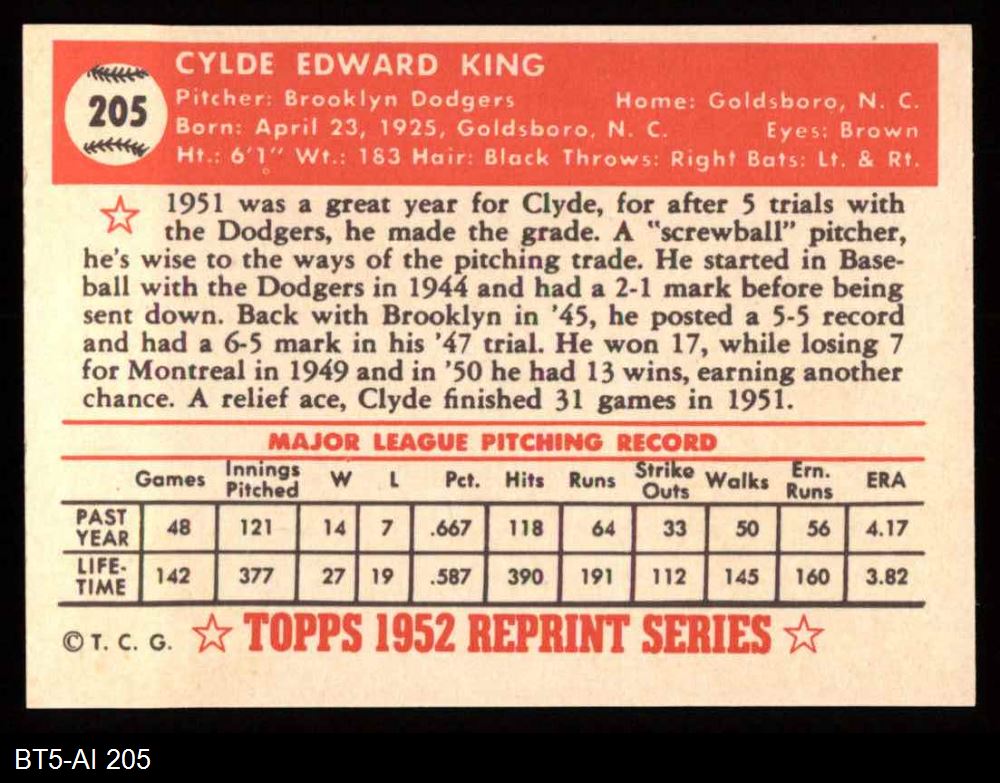 CYLDE EDWARD KING
205
Pitcher: Brooklyn Dodgers Home: Goldsboro, N. C.
Born: April 23, 1925, Goldsboro, N. C. Eyes: Brown
Ht.: 6'1" Wt.: 183 Hair: Black Throws: Right Bats: Lt. & Rt.
1951 was a great year for Clyde, for after 5 trials with
the Dodgers, he made the grade. A "screwball" pitcher,
he's wise to the ways of the pitching trade. He started in Base-
ball with the Dodgers in 1944 and had a 2-1 mark before being
sent down. Back with Brooklyn in '45, he posted a 5-5 record
and had a 6-5 mark in his '47 trial. He won 17, while losing 7
for Montreal in 1949 and in '50 he had 13 wins, earning another
chance. A relief ace, Clyde finished 31 games in 1951.
MAJOR LEAGUE PITCHING RECORD
Games Innings Pitched W L Pct. Hits Runs Strike Outs Walks Ern. Runs ERA
PAST YEAR 48 121 14 7 .667 118 64 33 50 56 4.17
LIFE-TIME 142 377 27 19 .587 390 191 112 145 160 3.82
© T. C. G. ☆ TOPPS 1952 REPRINT SERIES ☆
BT5-AI 205